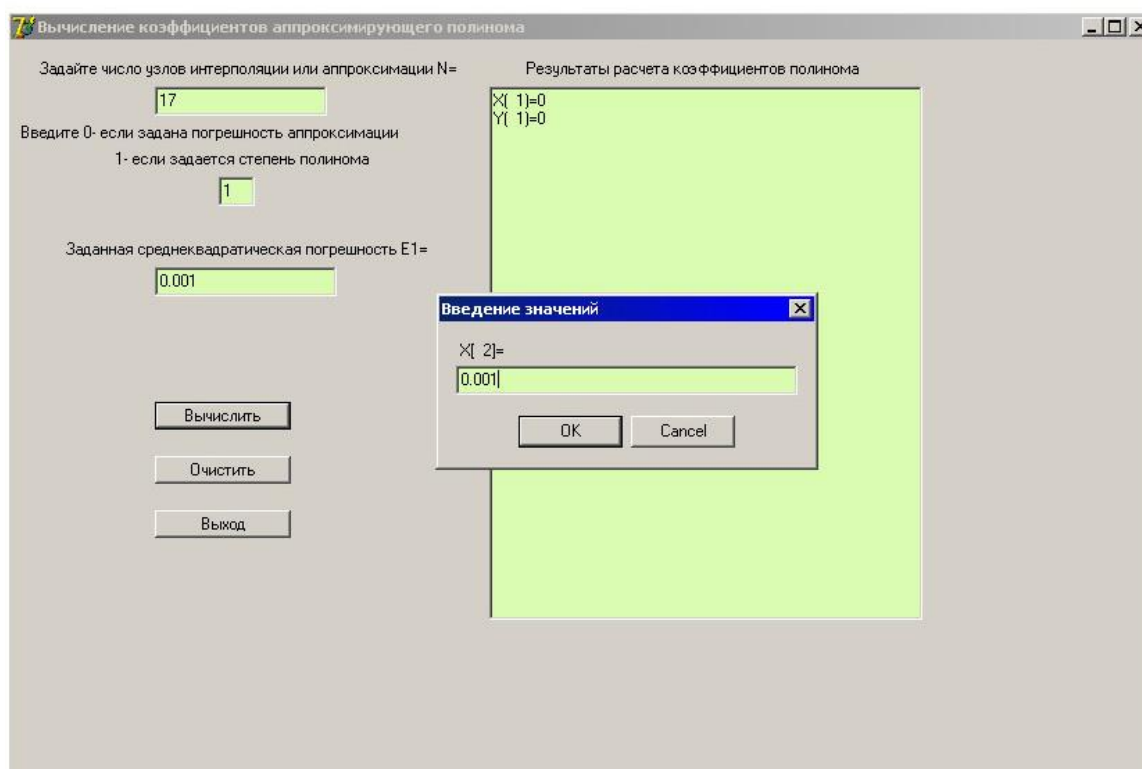 Вычисление коэффициентов аппроксимирующего полинома
Задайте число узлов интерполяции или аппроксимации N=
17
Введите 0- если задана погрешность аппроксимации
1- если задается степень полинома
1
Заданная среднеквадратическая погрешность E1=
0.001
Вычислить
Очистить
Выход
Результаты расчета коэффициентов полинома
X( 1)=0
Y( 1)=0
Введение значений
X[ 2]=
0.001
OK
Cancel